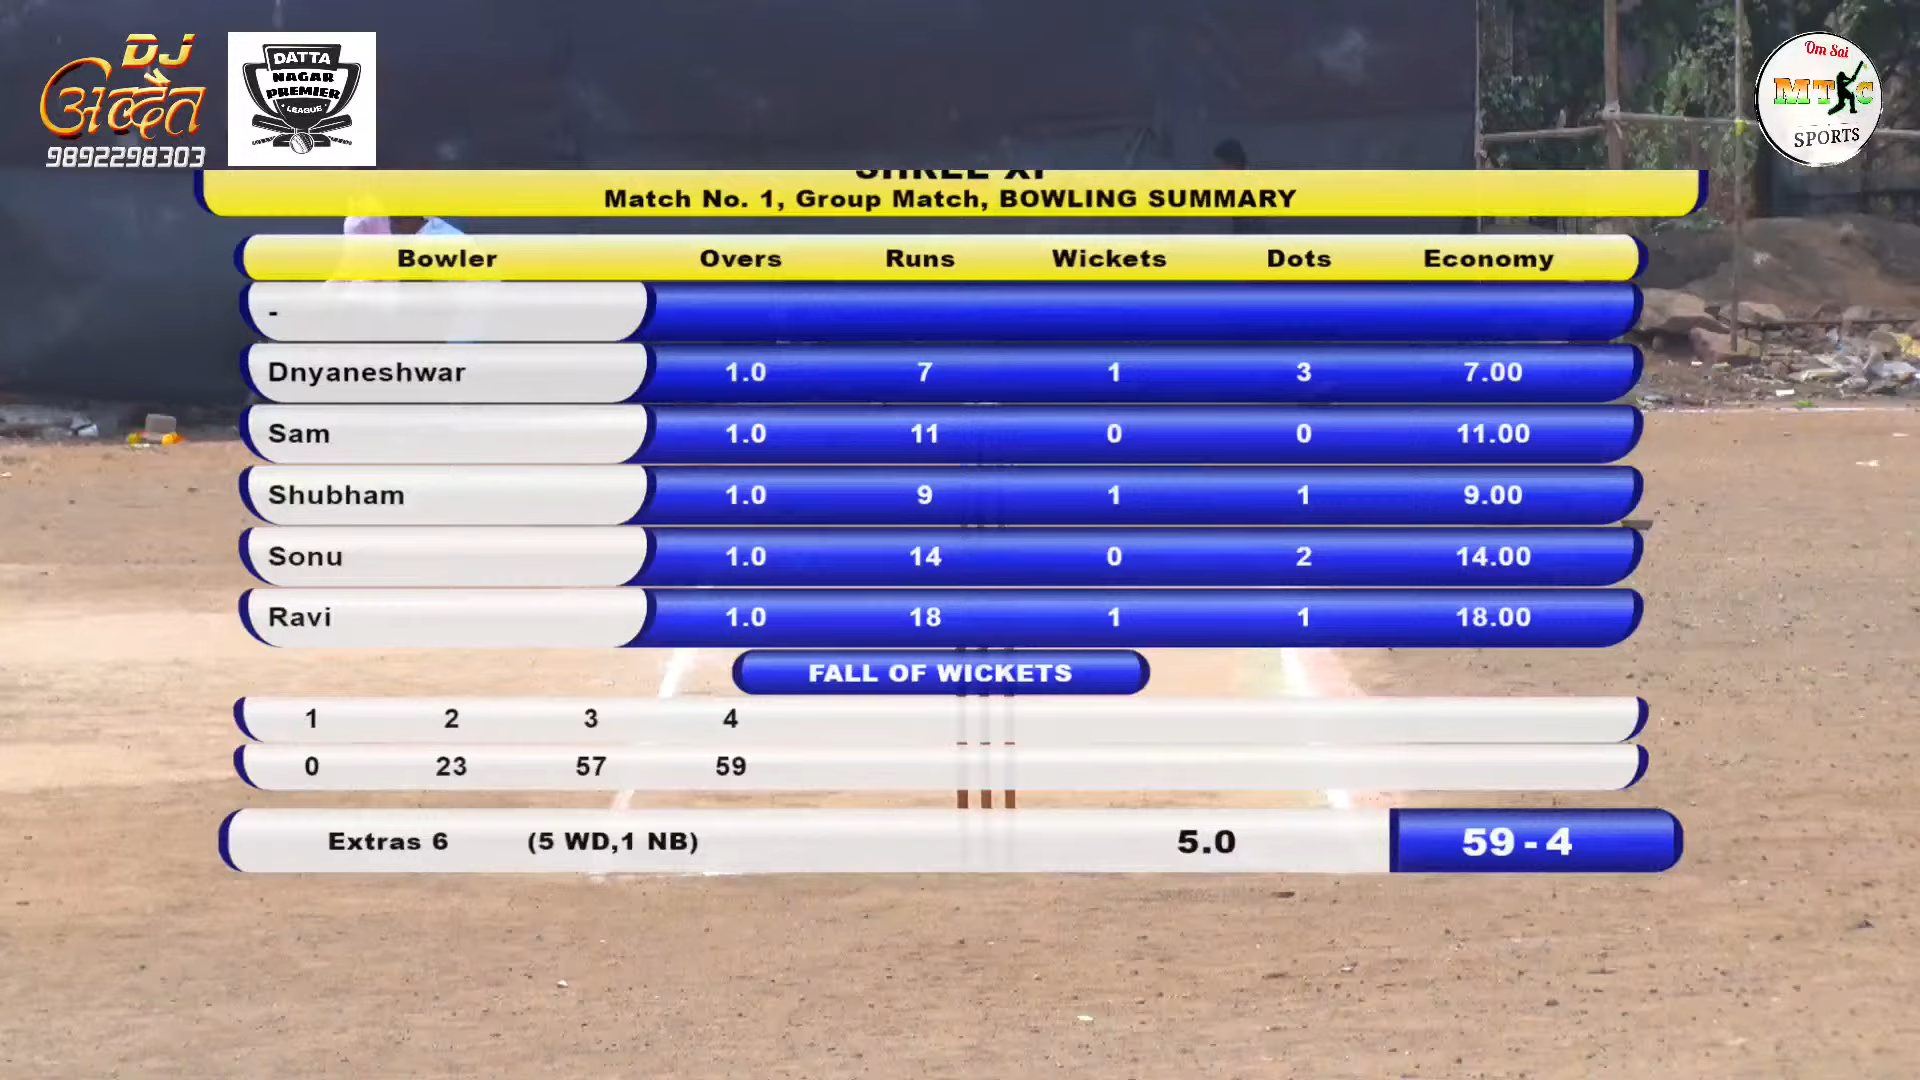 DJ
अव्दैत
9892298303
DATTA
NAGAR
PREMIER
LEAGUE
Om Sai
MTSC
SPORTS
SHREE XI
Match No. 1, Group Match, BOWLING SUMMARY
Bowler Overs Runs Wickets Dots Economy
-
Dnyaneshwar 1.0 7 1 3 7.00
Sam 1.0 11 0 0 11.00
Shubham 1.0 9 1 1 9.00
Sonu 1.0 14 0 2 14.00
Ravi 1.0 18 1 1 18.00
FALL OF WICKETS
1 2 3 4
0 23 57 59
Extras 6 (5 WD,1 NB) 5.0 59-4